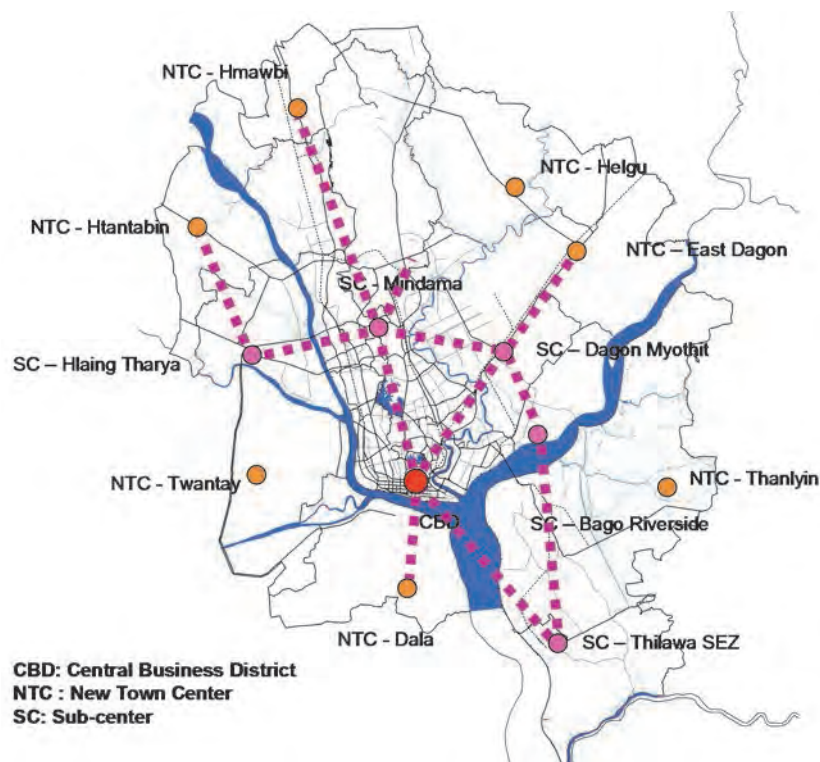 NTC - Hmawbi
NTC - Helgu
NTC - Htantabin
NTC – East Dagon
SC - Mindama
SC – Hlaing Tharya
SC – Dagon Myothit
NTC - Twantay
NTC - Thanlyin
CBD
SC – Bago Riverside
NTC - Dala
SC – Thilawa SEZ
CBD: Central Business District
NTC : New Town Center
SC: Sub-center